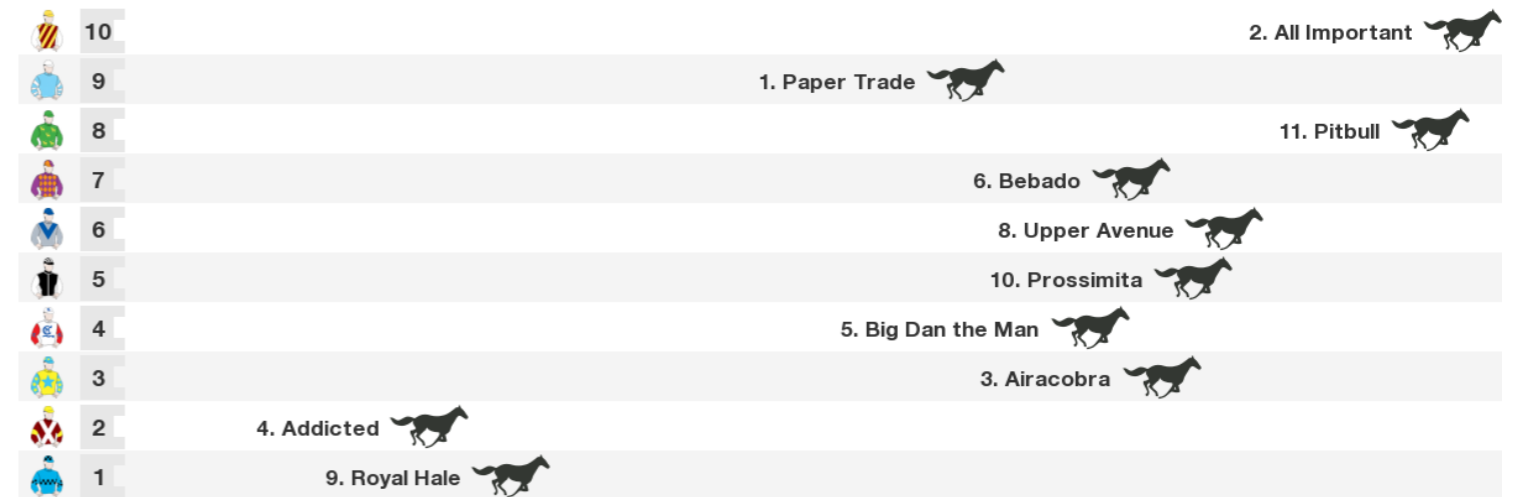 10 2. All Important
9 1. Paper Trade
8 11. Pitbull
7 6. Bebado
6 8. Upper Avenue
5 10. Prossimita
4 5. Big Dan the Man
3 3. Airacobra
2 4. Addicted
1 9. Royal Hale